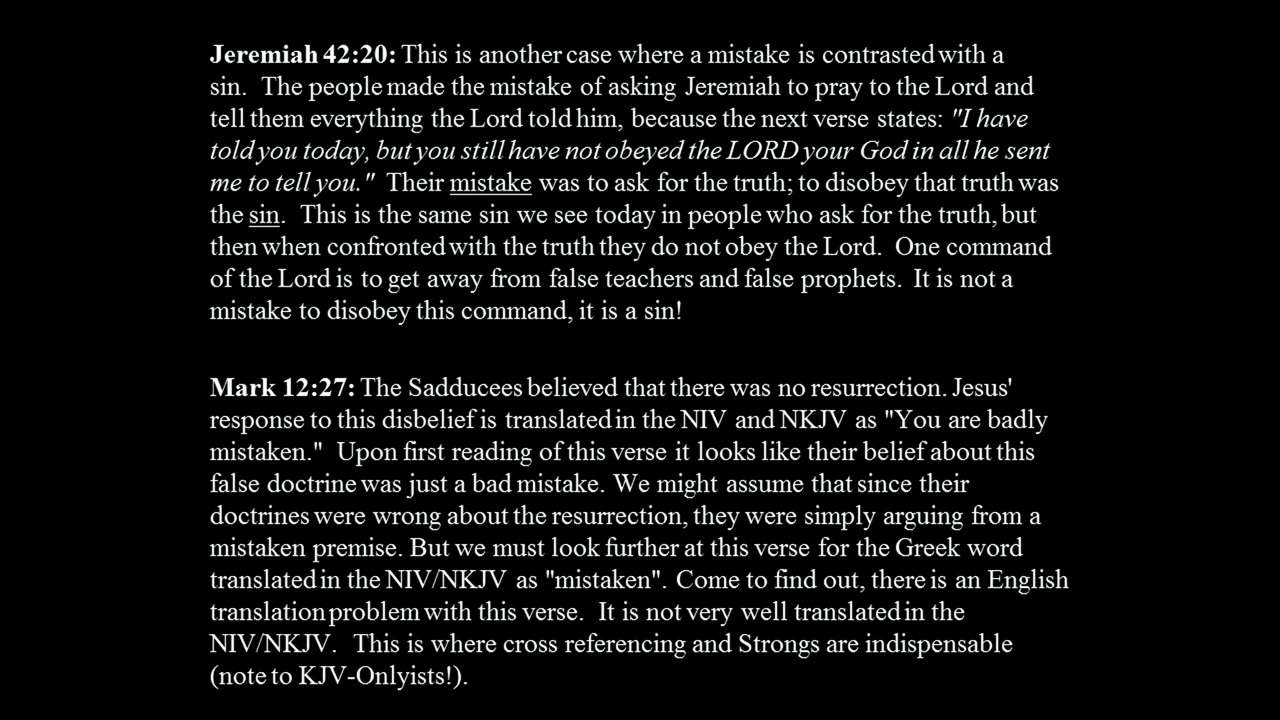 Jeremiah 42:20: This is another case where a mistake is contrasted with a
sin.  The people made the mistake of asking Jeremiah to pray to the Lord and
tell them everything the Lord told him, because the next verse states: "I have
told you today, but you still have not obeyed the LORD your God in all he sent
me to tell you."  Their mistake was to ask for the truth; to disobey that truth was
the sin.  This is the same sin we see today in people who ask for the truth, but
then when confronted with the truth they do not obey the Lord.  One command
of the Lord is to get away from false teachers and false prophets.  It is not a
mistake to disobey this command, it is a sin!
Mark 12:27: The Sadducees believed that there was no resurrection. Jesus'
response to this disbelief is translated in the NIV and NKJV as "You are badly
mistaken."  Upon first reading of this verse it looks like their belief about this
false doctrine was just a bad mistake. We might assume that since their
doctrines were wrong about the resurrection, they were simply arguing from a
mistaken premise. But we must look further at this verse for the Greek word
translated in the NIV/NKJV as "mistaken". Come to find out, there is an English
translation problem with this verse.  It is not very well translated in the
NIV/NKJV.  This is where cross referencing and Strongs are indispensable
(note to KJV-Onlyists!).